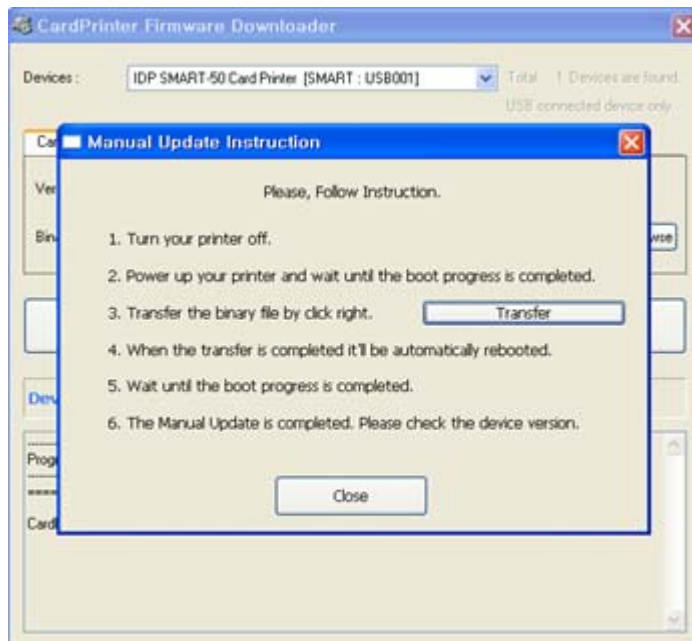 CardPrinter Firmware Downloader
Devices : IDP SMART-50 Card Printer [SMART : USB001] Total 1 Devices are found.
USB connected device only
Manual Update Instruction
Please, Follow Instruction.
1. Turn your printer off.
2. Power up your printer and wait until the boot progress is completed.
3. Transfer the binary file by click right. Transfer
4. When the transfer is completed it'll be automatically rebooted.
5. Wait until the boot progress is completed.
6. The Manual Update is completed. Please check the device version.
Close